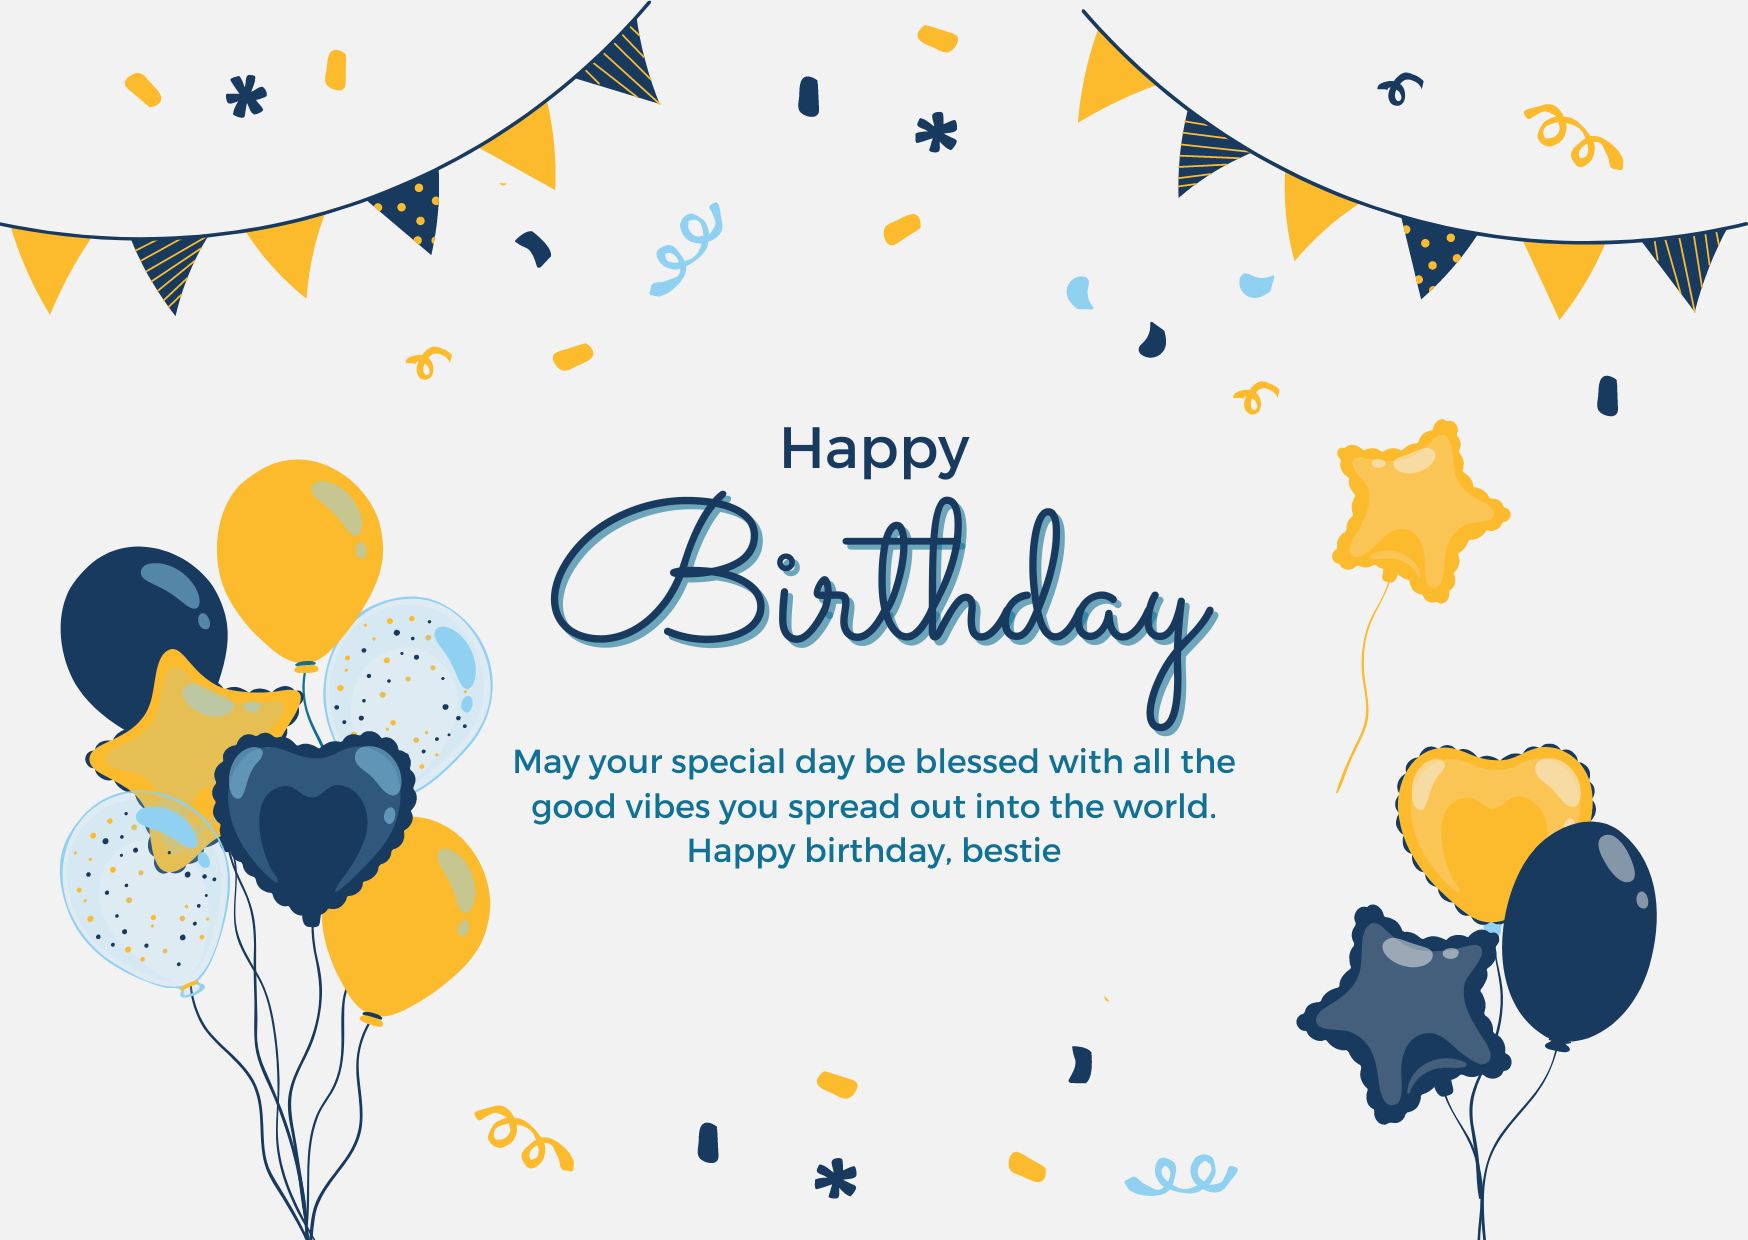 Happy
Birthday
May your special day be blessed with all the
good vibes you spread out into the world.
Happy birthday, bestie